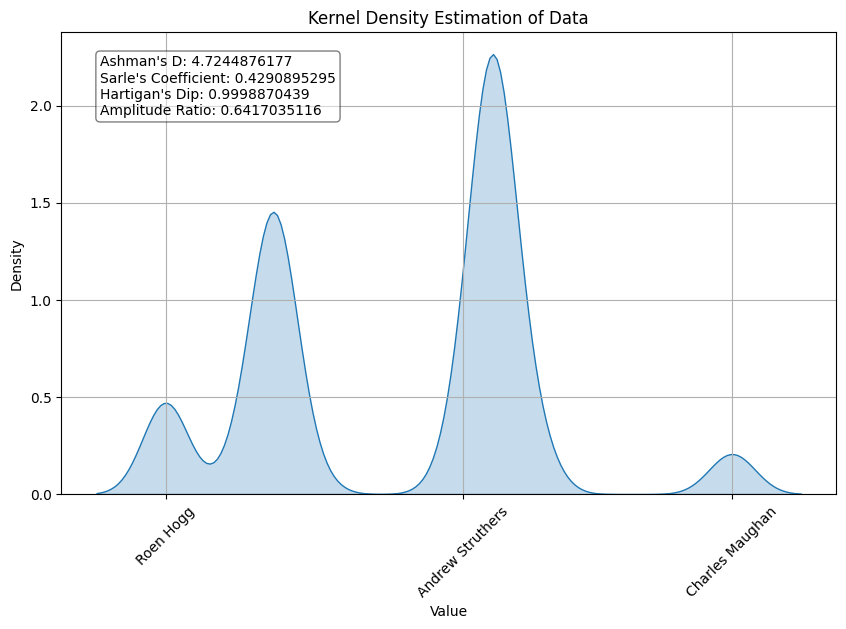 Kernel Density Estimation of Data
Ashman's D: 4.7244876177
Sarle's Coefficient: 0.4290895295
Hartigan's Dip: 0.9998870439
Amplitude Ratio: 0.6417035116
Density
2.0
1.5
1.0
0.5
0.0
Roen Hogg
Andrew Struthers
Charles Maughan
Value